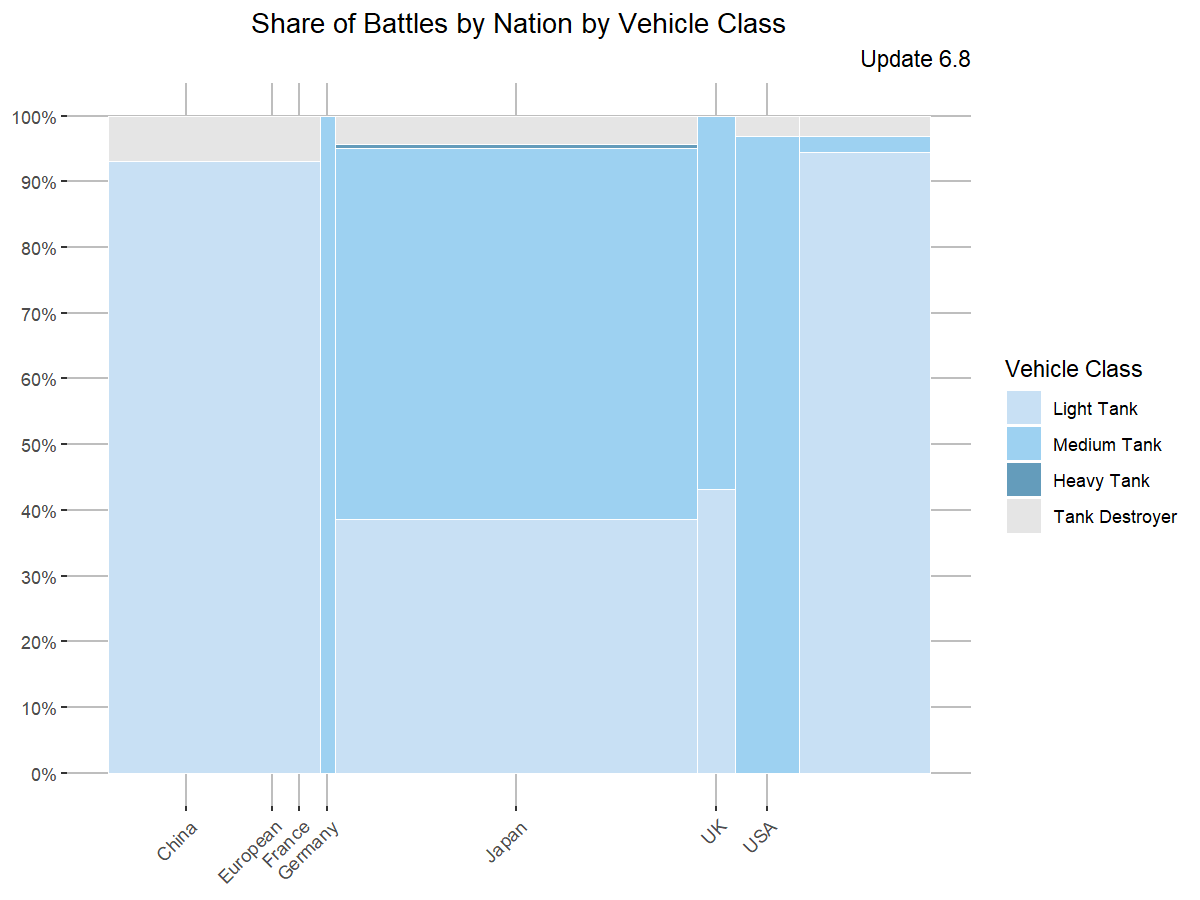 Share of Battles by Nation by Vehicle Class
Update 6.8
100%
90%
80%
70%
60%
50%
40%
30%
20%
10%
0%
China
European
France
Germany
Japan
UK
USA
Vehicle Class
Light Tank
Medium Tank
Heavy Tank
Tank Destroyer